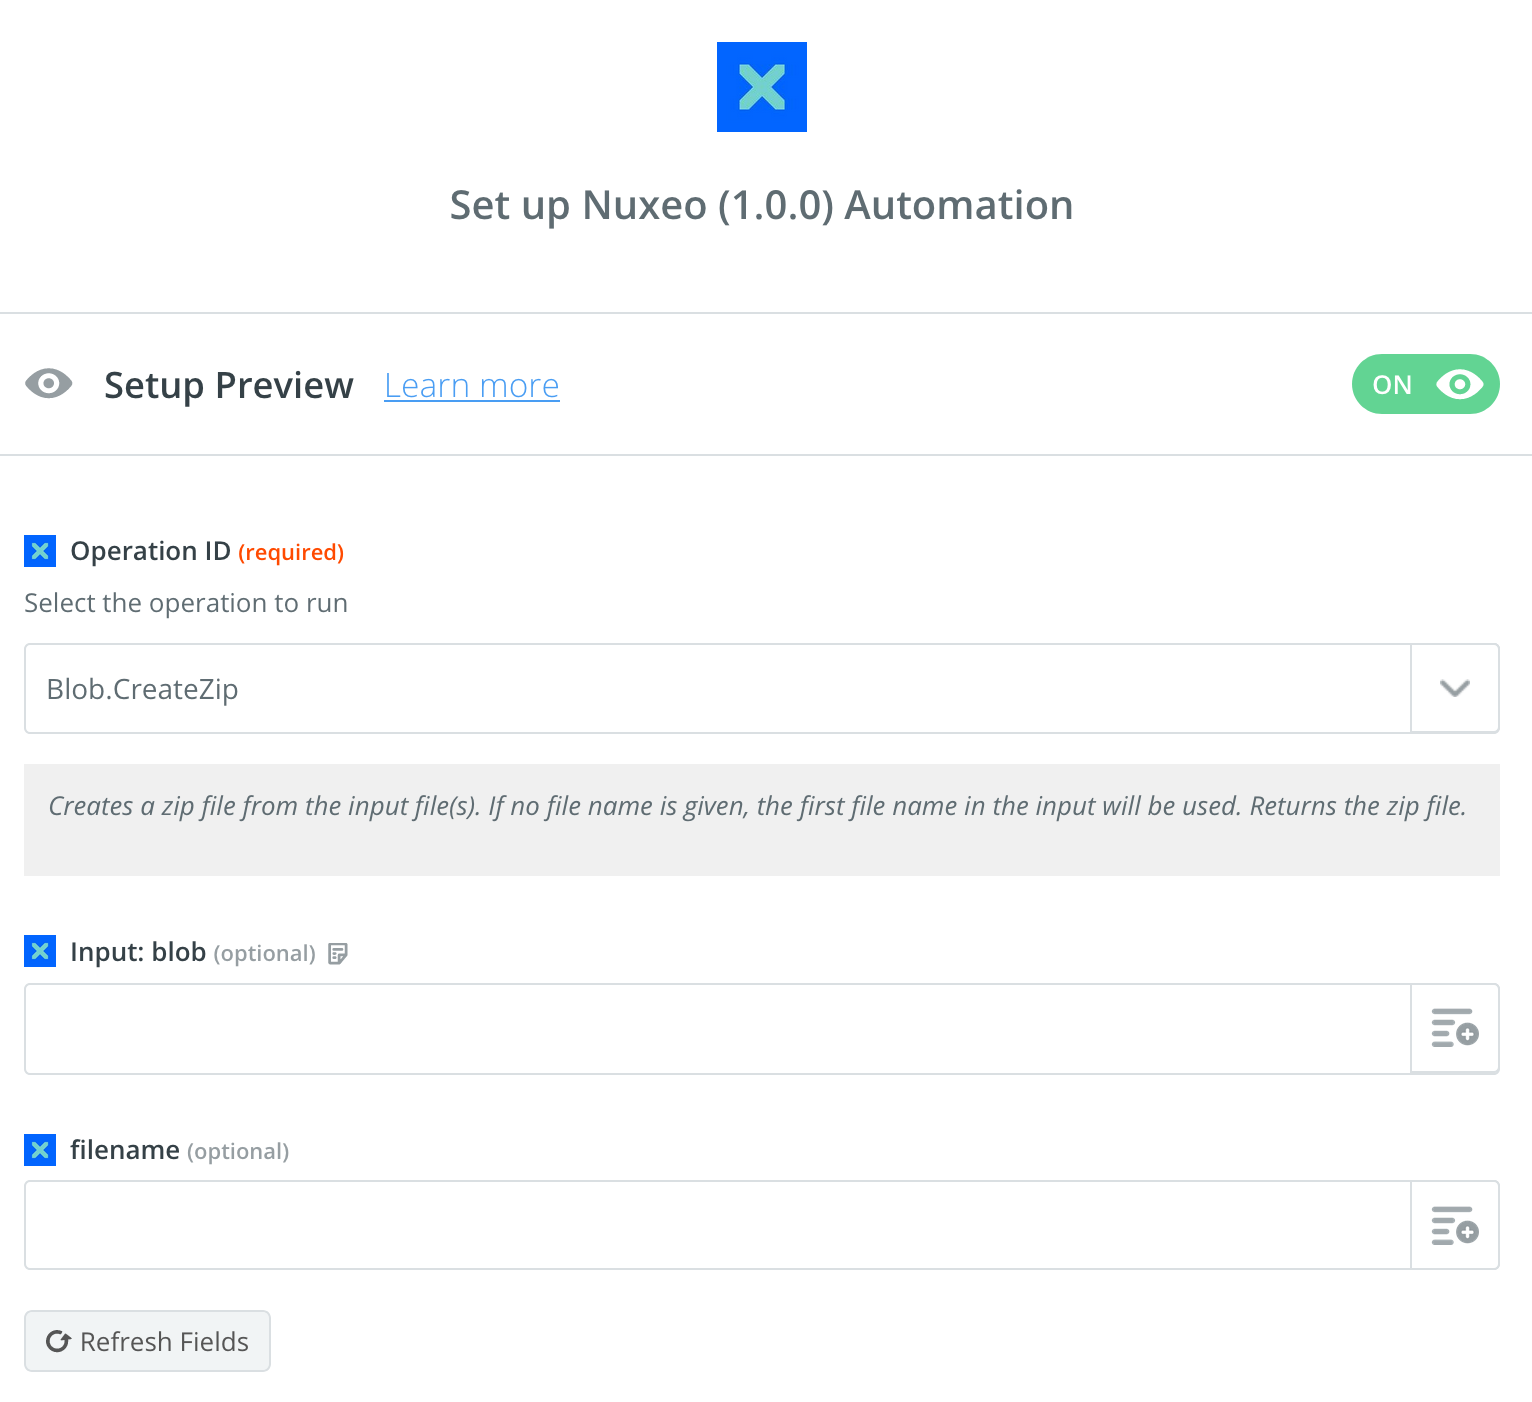 Set up Nuxeo (1.0.0) Automation
Setup Preview Learn more ON
Operation ID (required)
Select the operation to run
Blob.CreateZip
Creates a zip file from the input file(s). If no file name is given, the first file name in the input will be used. Returns the zip file.
Input: blob (optional)
filename (optional)
Refresh Fields